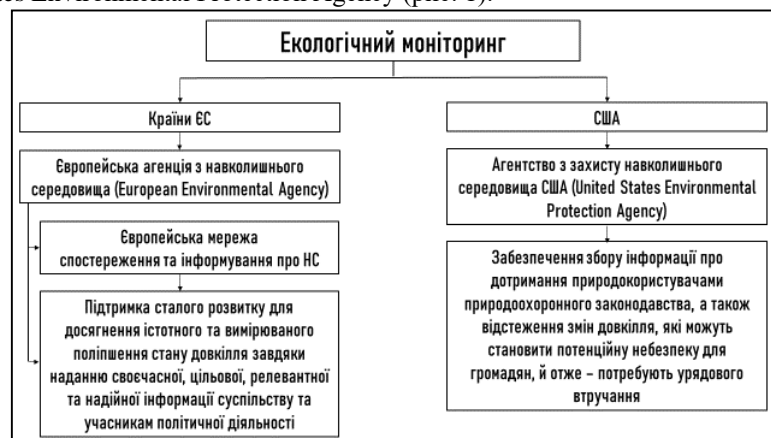 Environmental Protection Agency
Екологічний моніторинг
Країни ЄС
США
Європейська агенція з навколишнього
середовища (European Environmental Agency)
Агентство з захисту навколишнього
середовища США (United States Environmental
Protection Agency)
Європейська мережа
спостереження та інформування про НС
Забезпечення збору інформації про
дотримання природокористувачами
природоохоронного законодавства, а також
відстеження змін довкілля, які можуть
становити потенційну небезпеку для
громадян, й отже – потребують урядового
втручання
Підтримка сталого розвитку для
досягнення істотного та вимірюваного
поліпшення стану довкілля завдяки
наданню своєчасної, цільової, релевантної
та надійної інформації суспільству та
учасникам політичної діяльності